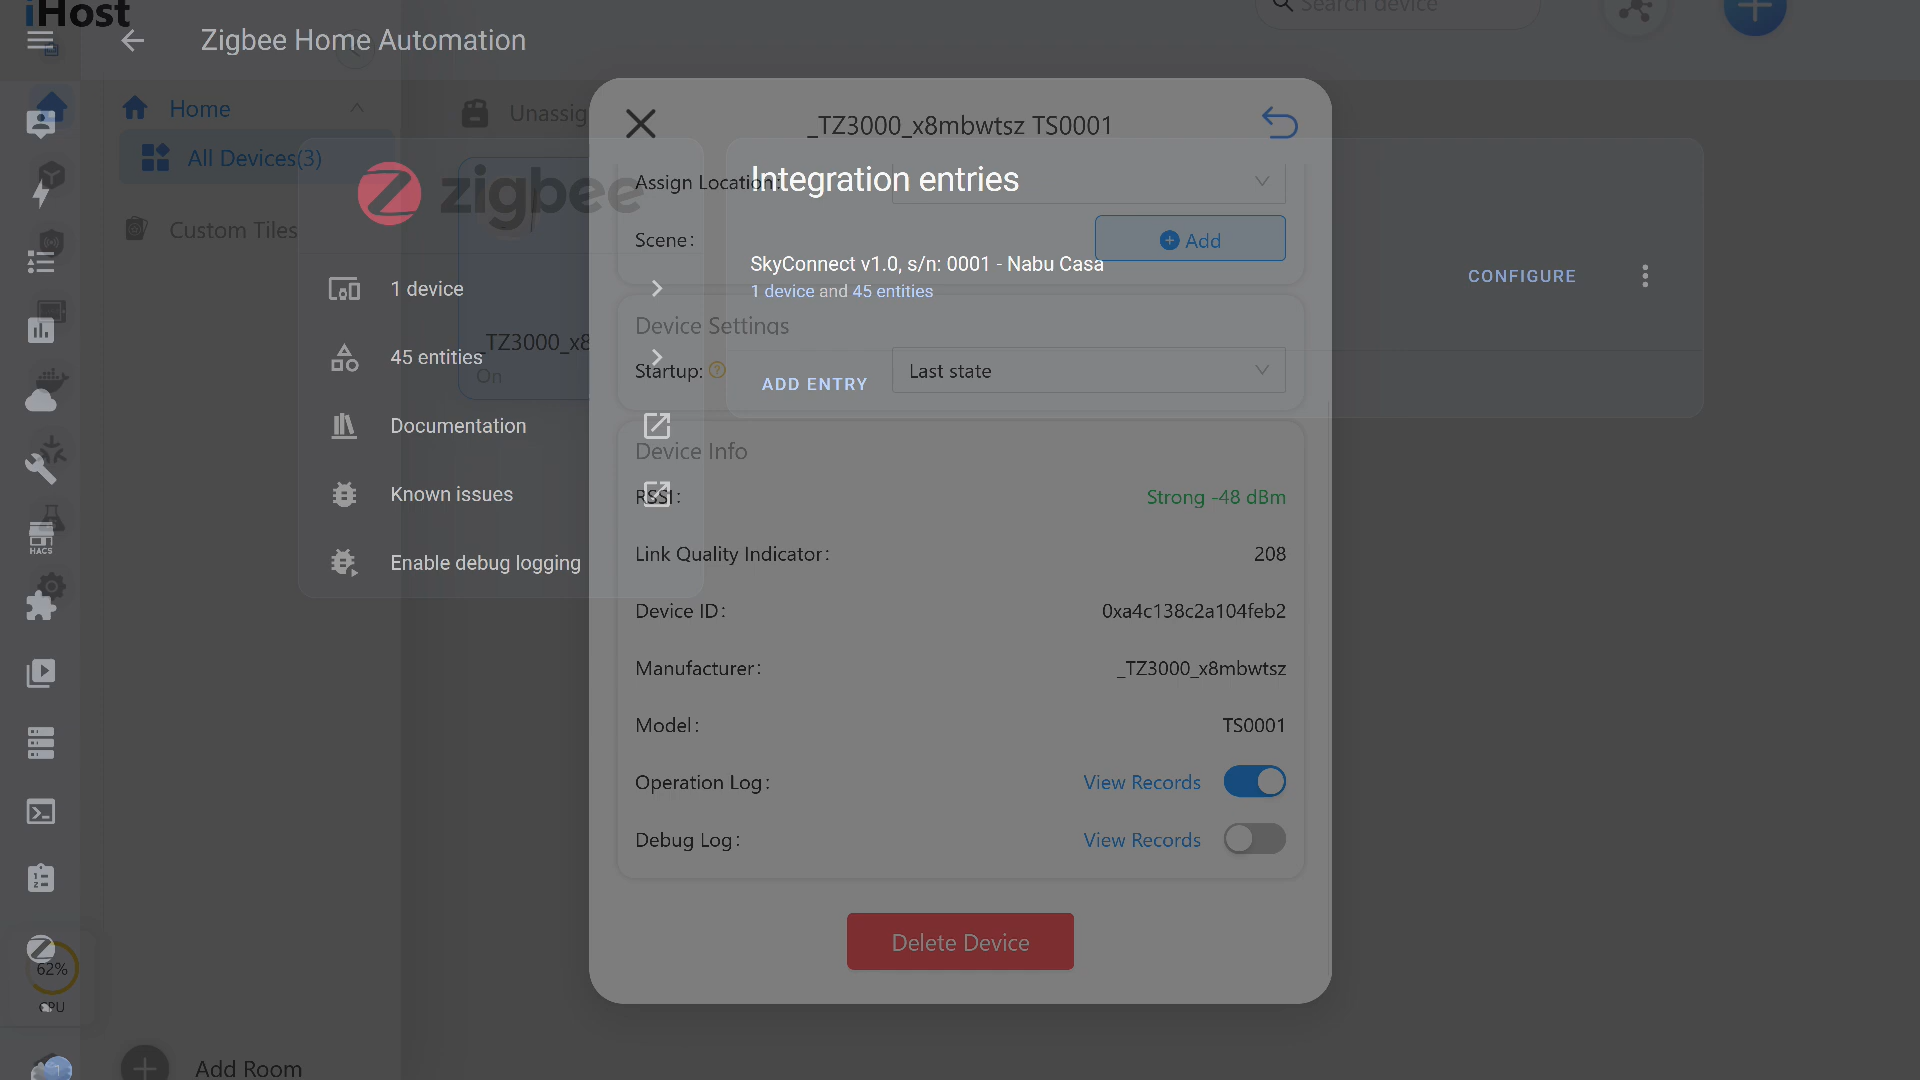 iHost
Search device
Zigbee Home Automation
Home
Unassig
_TZ3000_x8mbwtsz TS0001
All Devices(3)
zigbee
Assign Location:
Integration entries
Custom Tiles
Scene:
Add
SkyConnect v1.0, s/n: 0001 - Nabu Casa
1 device and 45 entities
CONFIGURE
1 device
Device Settings
_TZ3000_x8
45 entities
On
Startup:
Last state
ADD ENTRY
Documentation
Device Info
Known issues
RSSI:
Strong -48 dBm
HACS
Link Quality Indicator:
208
Enable debug logging
Device ID:
0xa4c138c2a104feb2
Manufacturer:
_TZ3000_x8mbwtsz
Model:
TS0001
Operation Log:
View Records
Debug Log:
View Records
Delete Device
62%
CPU
Add Room